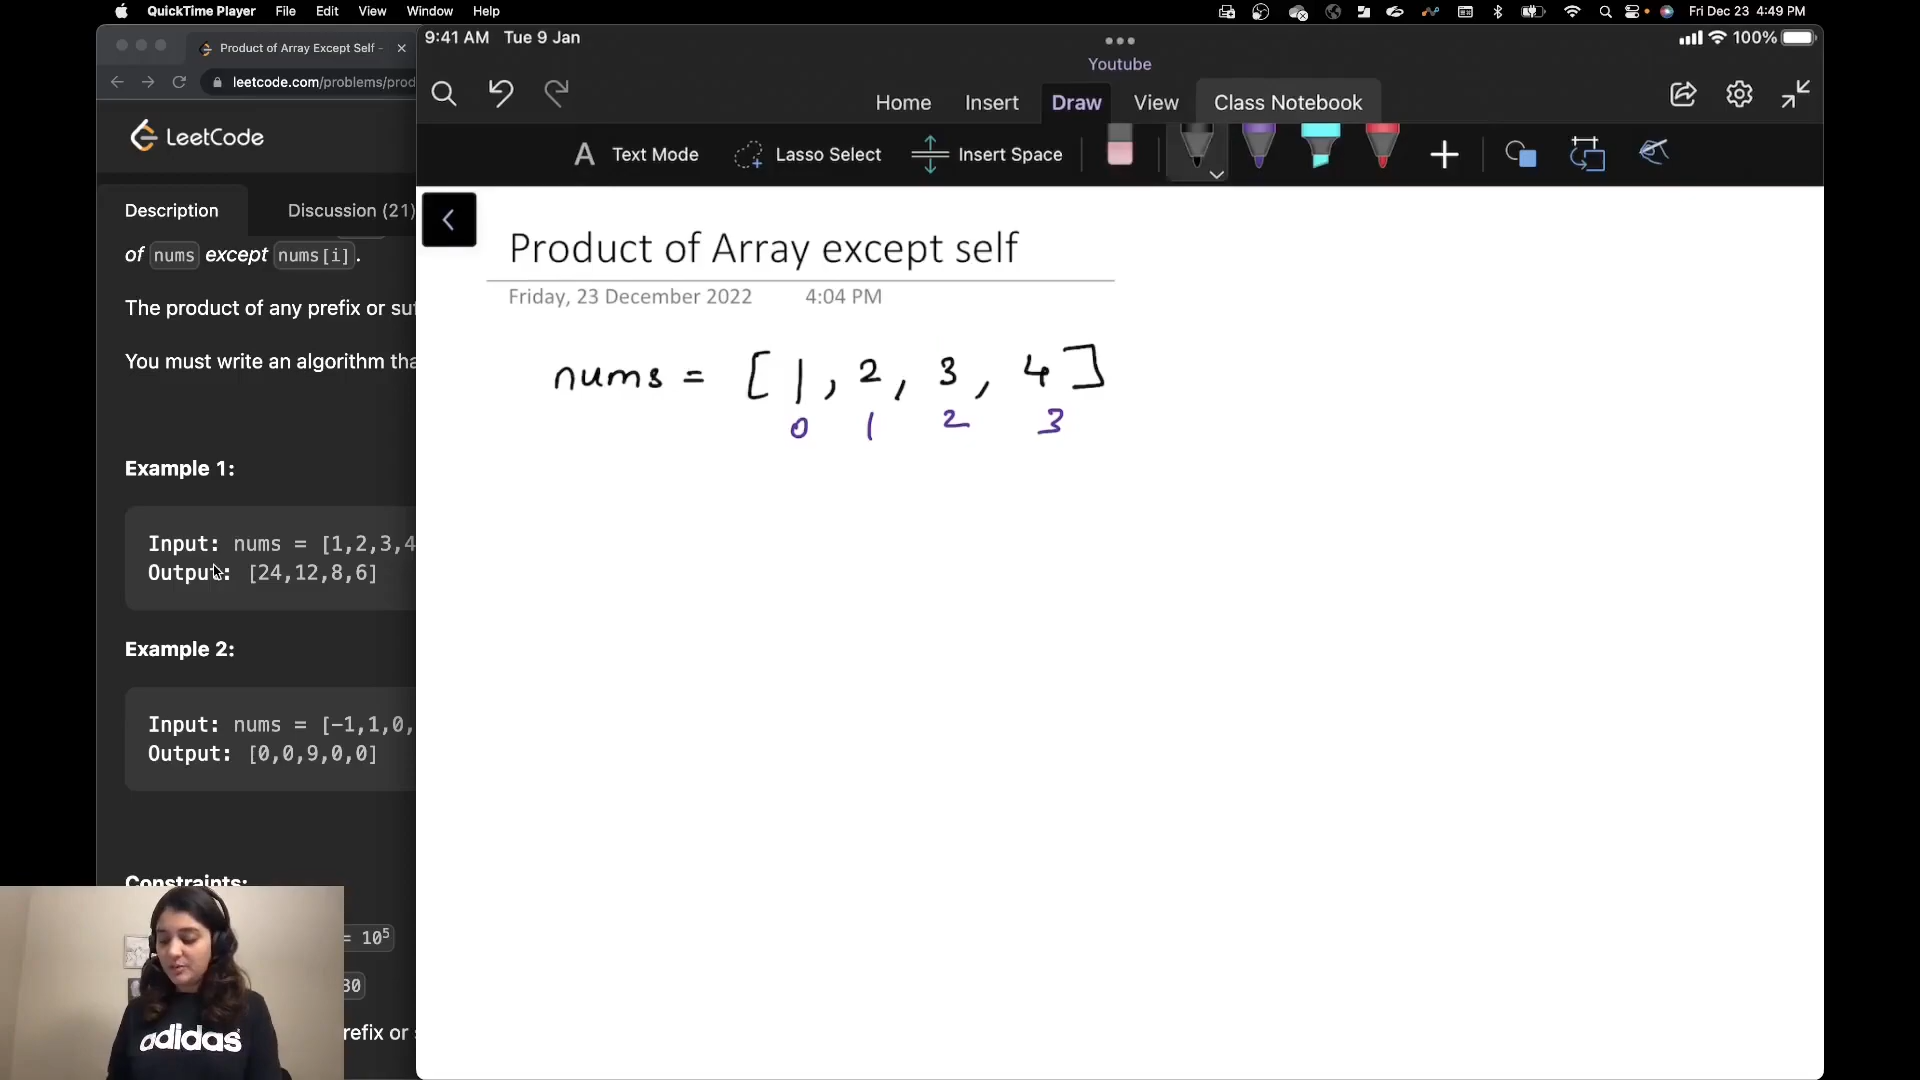 QuickTime Player File Edit View Window Help Fri Dec 23 4:49 PM
Product of Array Except Self -
leetcode.com/problems/prod
LeetCode
Description Discussion (21)
of nums except nums[i].
The product of any prefix or suf
You must write an algorithm tha
Example 1:
Input: nums = [1,2,3,4
Output: [24,12,8,6]
Example 2:
Input: nums = [-1,1,0,
Output: [0,0,9,0,0]
Constraints:
= 10⁵
30
refix or s
adidas
9:41 AM Tue 9 Jan 100%
Youtube
Home Insert Draw View Class Notebook
A Text Mode Lasso Select Insert Space
Product of Array except self
Friday, 23 December 2022 4:04 PM
nums = [1, 2, 3, 4]
0 1 2 3